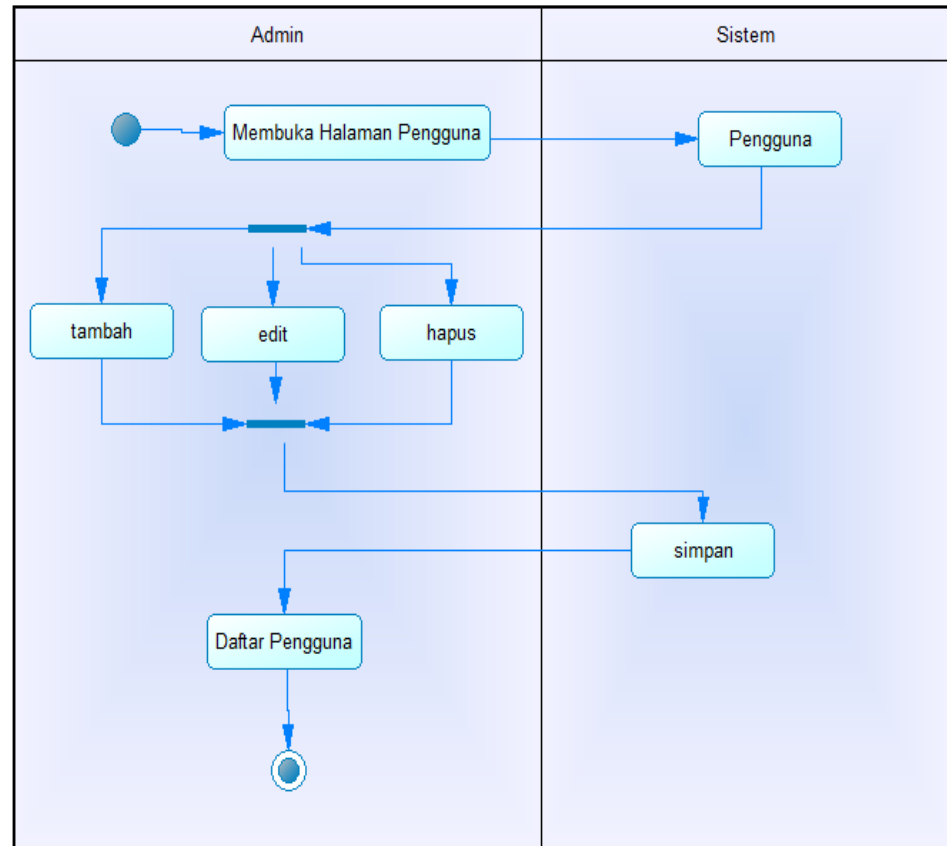 Admin
Sistem
Membuka Halaman Pengguna
Pengguna
tambah
edit
hapus
simpan
Daftar Pengguna